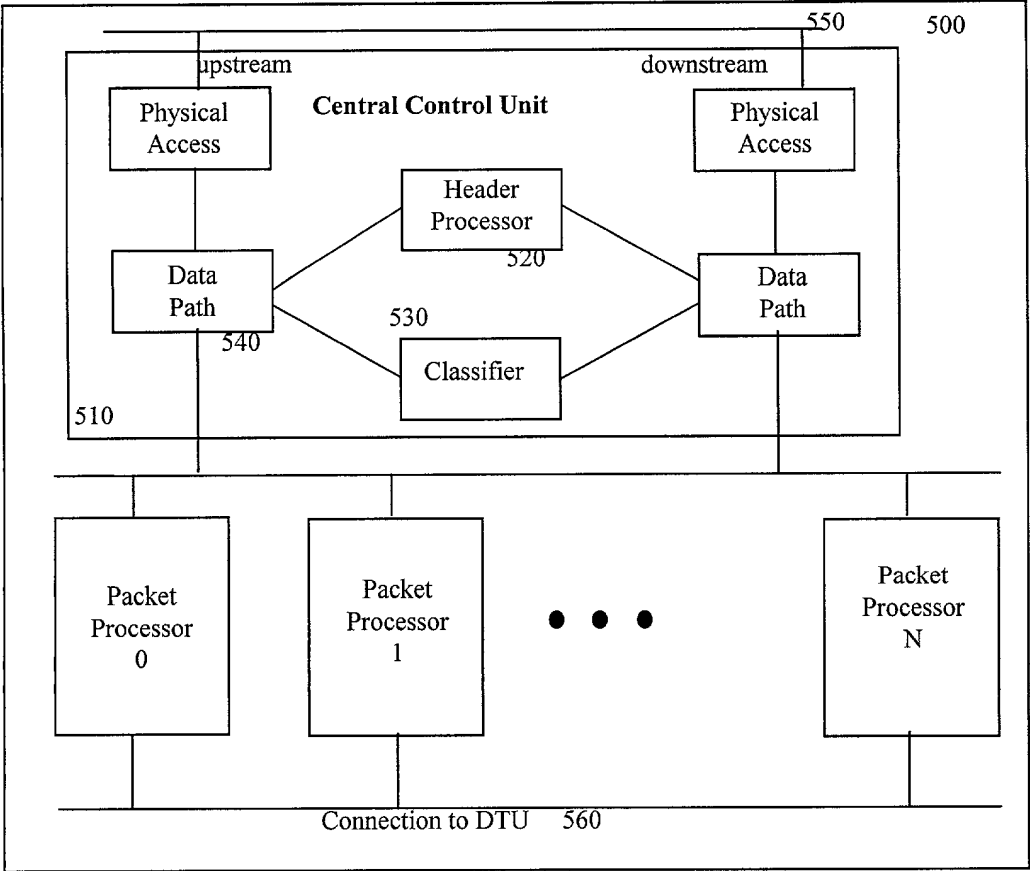 550
500
upstream
downstream
Central Control Unit
Physical
Access
Physical
Access
Header
Processor
520
Data
Path
540
Data
Path
530
Classifier
510
Packet
Processor
0
Packet
Processor
1
Packet
Processor
N
Connection to DTU 560